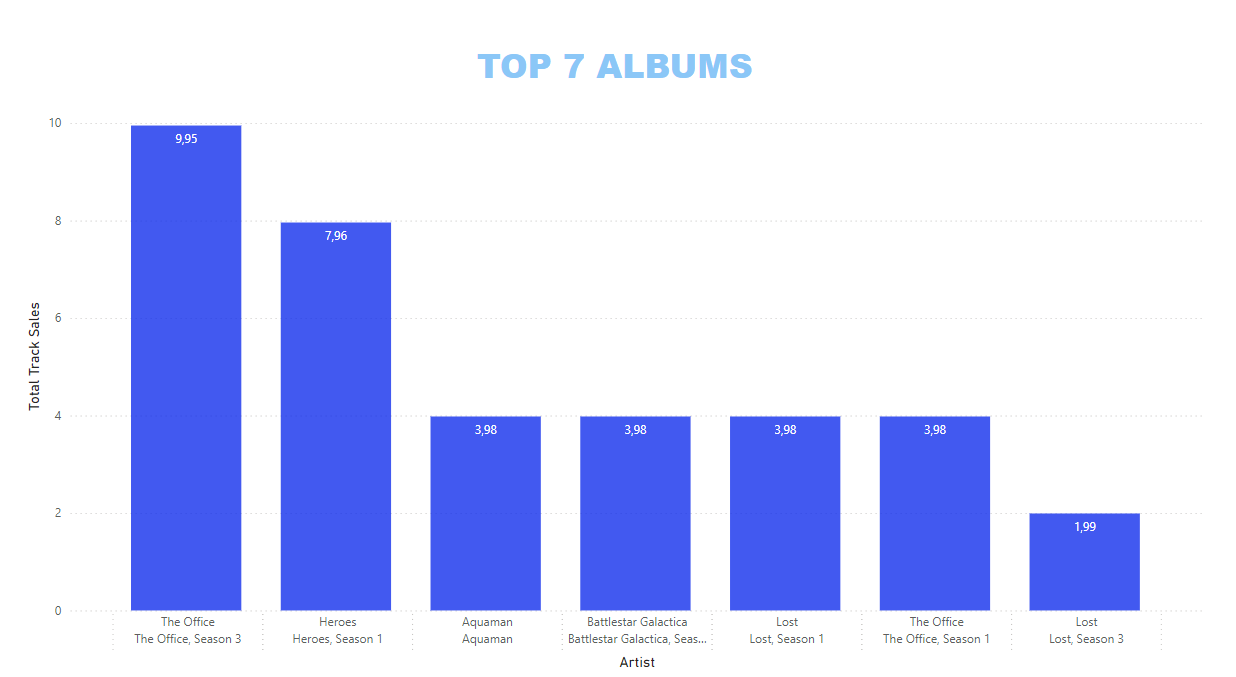 TOP 7 ALBUMS
Total Track Sales
10
8
6
4
2
0
9,95
7,96
3,98
3,98
3,98
3,98
1,99
The Office
The Office, Season 3
Heroes
Heroes, Season 1
Aquaman
Aquaman
Battlestar Galactica
Battlestar Galactica, Seas...
Lost
Lost, Season 1
The Office
The Office, Season 1
Lost
Lost, Season 3
Artist